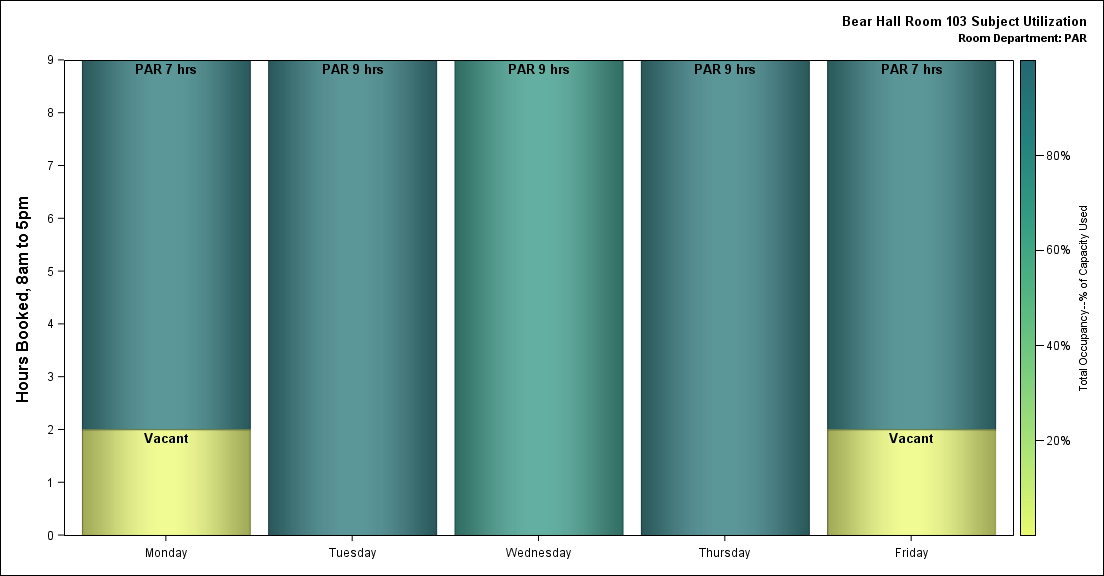 Bear Hall Room 103 Subject Utilization
Room Department: PAR
Hours Booked, 8am to 5pm
9
8
7
6
5
4
3
2
1
0
PAR 7 hrs
PAR 9 hrs
PAR 9 hrs
PAR 9 hrs
PAR 7 hrs
Vacant
Vacant
Monday
Tuesday
Wednesday
Thursday
Friday
80%
60%
40%
20%
Total Occupancy--% of Capacity Used